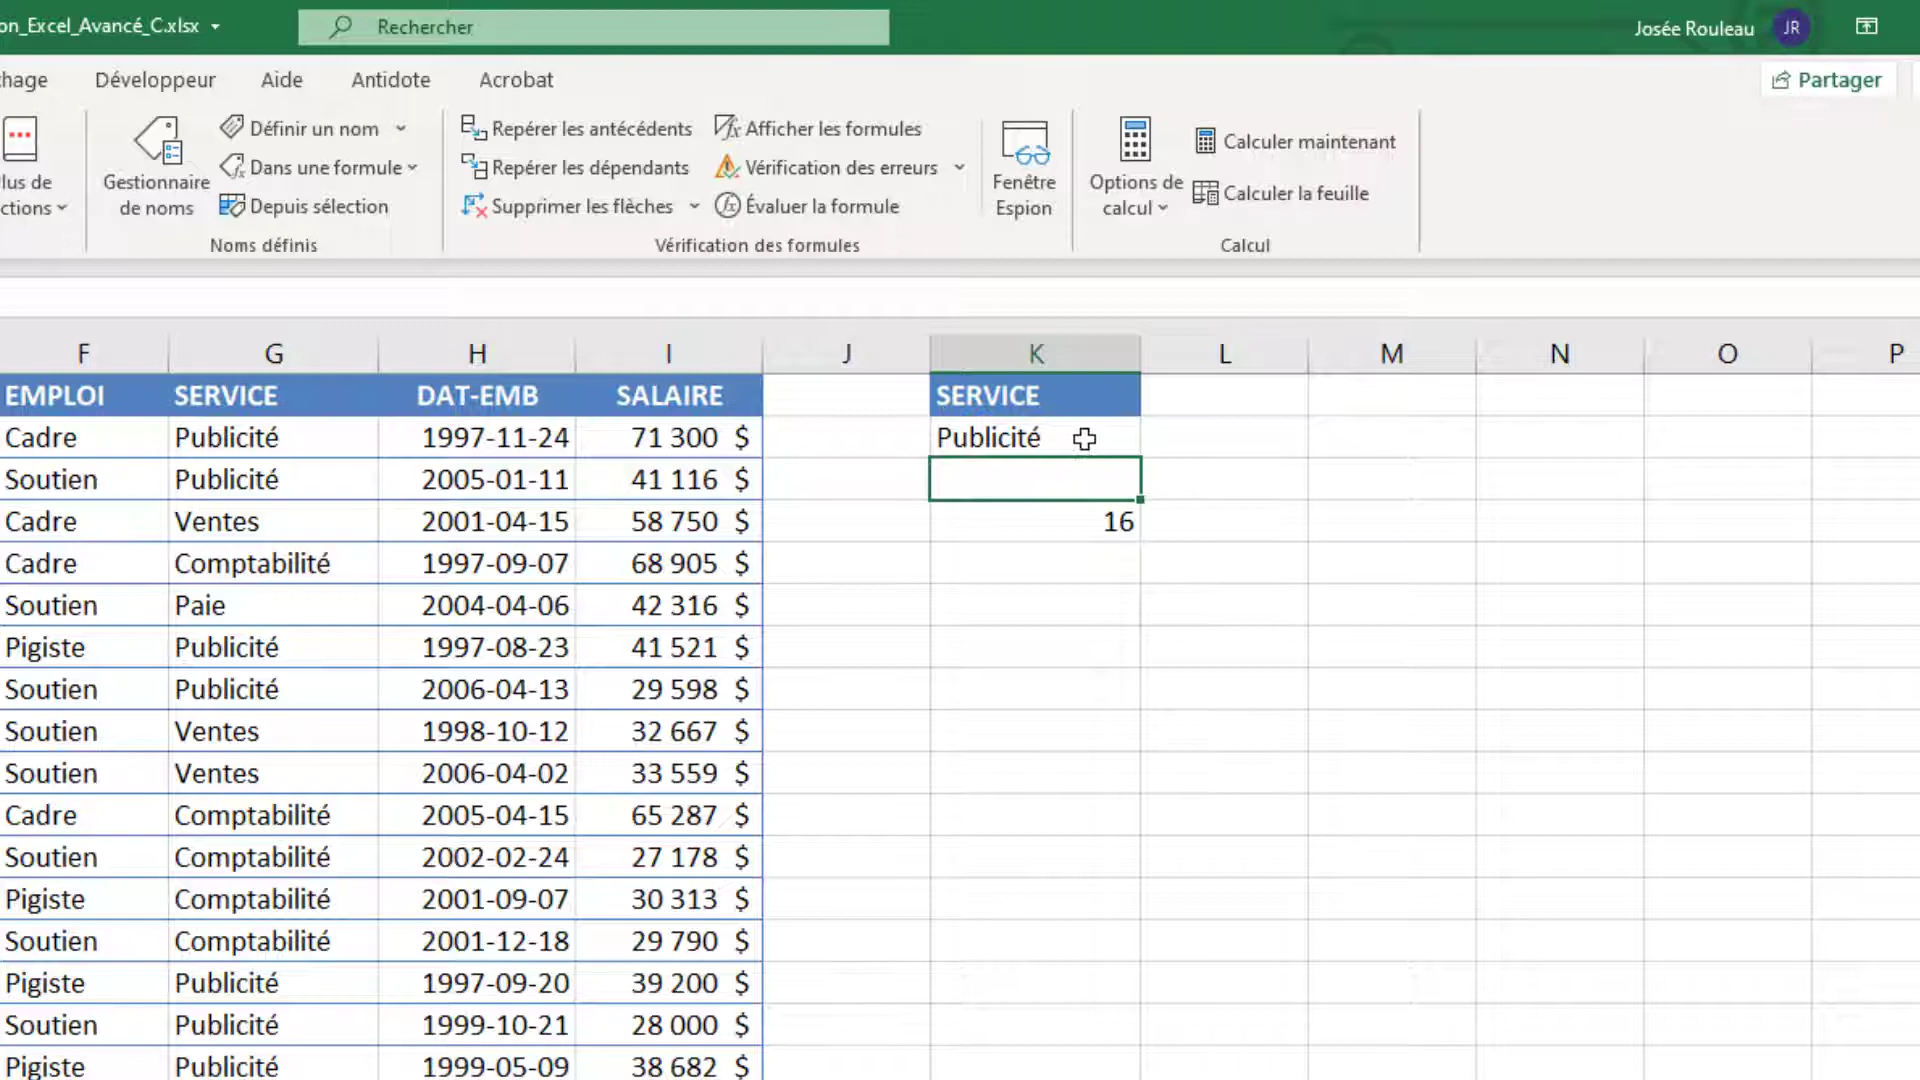 on_Excel_Avancé_C.xlsx
Rechercher
Josée Rouleau
JR
hage
Développeur
Aide
Antidote
Acrobat
Partager
lus de
ctions
Gestionnaire
de noms
Définir un nom
Dans une formule
Depuis sélection
Noms définis
Repérer les antécédents
Repérer les dépendants
Supprimer les flèches
Afficher les formules
Vérification des erreurs
Évaluer la formule
Vérification des formules
Fenêtre
Espion
Options de
calcul
Calculer maintenant
Calculer la feuille
Calcul
F G H I J K L M N O P
EMPLOI SERVICE DAT-EMB SALAIRE SERVICE
Cadre Publicité 1997-11-24 71 300 $ Publicité
Soutien Publicité 2005-01-11 41 116 $
Cadre Ventes 2001-04-15 58 750 $ 16
Cadre Comptabilité 1997-09-07 68 905 $
Soutien Paie 2004-04-06 42 316 $
Pigiste Publicité 1997-08-23 41 521 $
Soutien Publicité 2006-04-13 29 598 $
Soutien Ventes 1998-10-12 32 667 $
Soutien Ventes 2006-04-02 33 559 $
Cadre Comptabilité 2005-04-15 65 287 $
Soutien Comptabilité 2002-02-24 27 178 $
Pigiste Comptabilité 2001-09-07 30 313 $
Soutien Comptabilité 2001-12-18 29 790 $
Pigiste Publicité 1997-09-20 39 200 $
Soutien Publicité 1999-10-21 28 000 $
Pigiste Publicité 1999-05-09 38 682 $